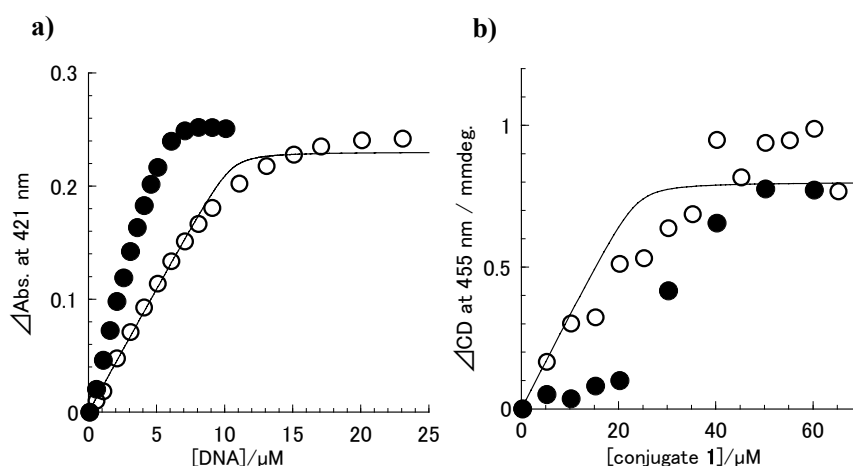 a)
0.3
0.2
0.1
0
0 5 10 15 20 25
⊿Abs. at 421 nm
[DNA]/μM
b)
1
0.5
0
0 20 40 60
⊿CD at 455 nm / mmdeg.
[conjugate 1]/μM